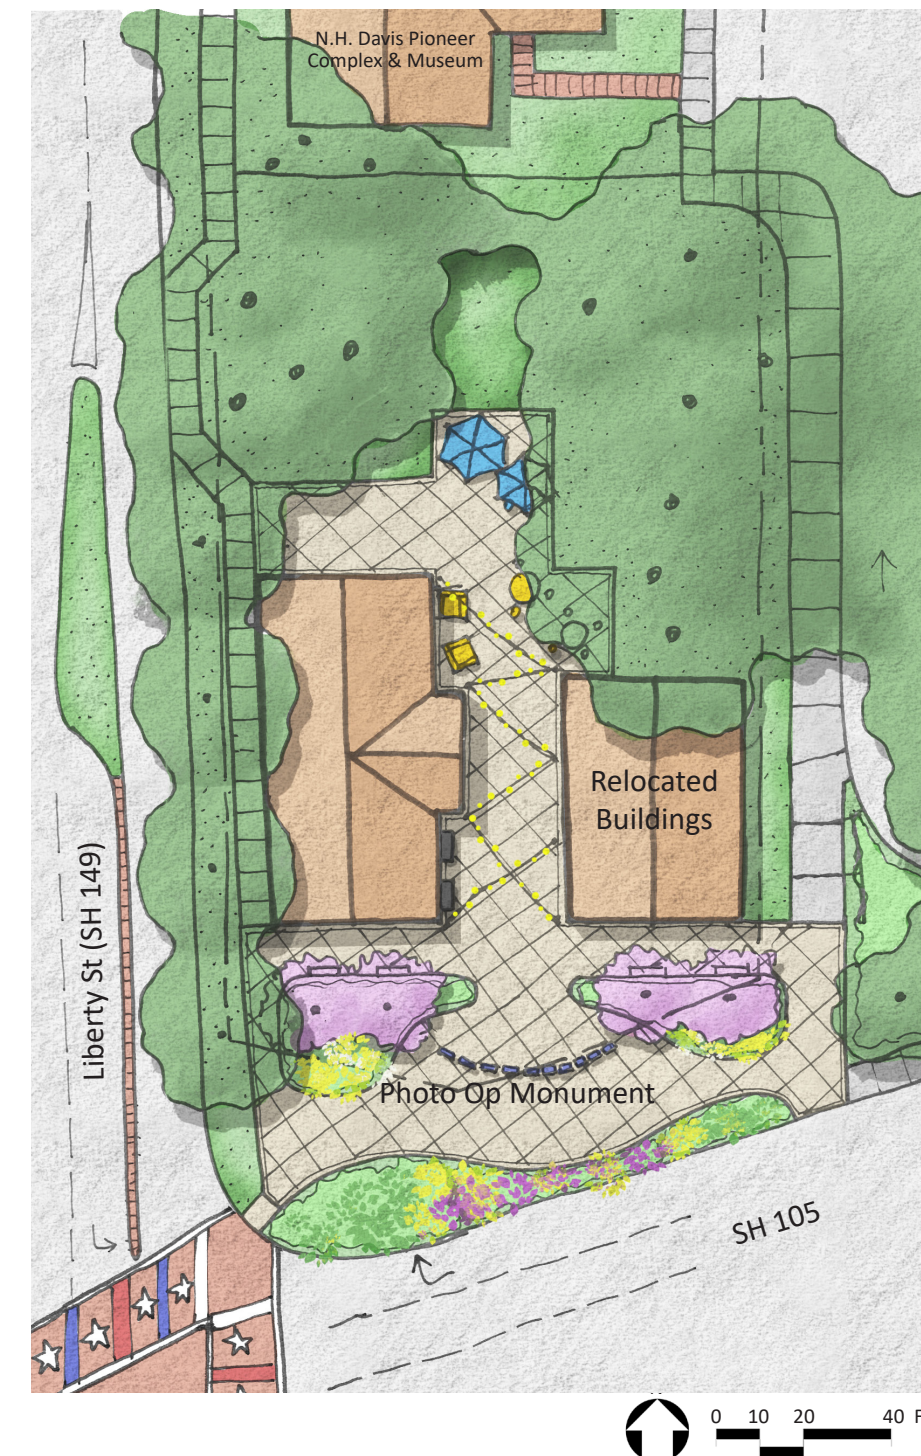 N.H. Davis Pioneer
Complex & Museum
Relocated
Buildings
Liberty St (SH 149)
Photo Op Monument
SH 105
0 10 20 40 F